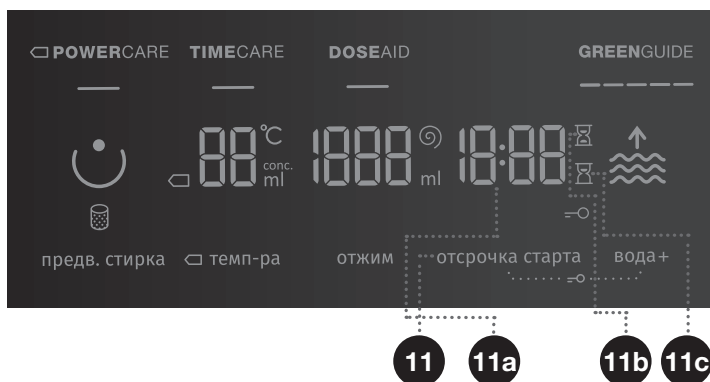 POWERCARE TIMECARE DOSEAID GREENGUIDE
88 °C 1888 18:88
conc.
ml ml
предв. стирка темп-ра отжим отсрочка старта вода+
11 11a 11b 11c